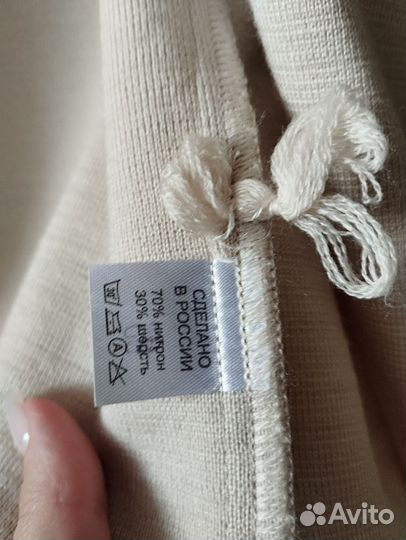 СДЕЛАНО
В РОССИИ
70% нитрон
30% шерсть
A
Avito